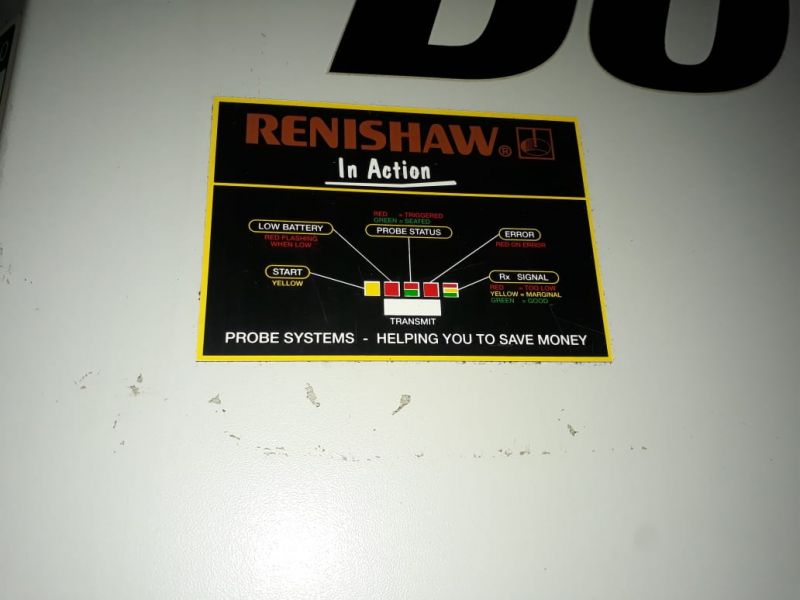 DO
RENISHAW®
In Action
RED = TRIGGERED
GREEN = SEATED
LOW BATTERY
PROBE STATUS
ERROR
RED FLASHING
WHEN LOW
RED ON ERROR
START
Rx SIGNAL
YELLOW
RED = TOO LOW
YELLOW = MARGINAL
GREEN = GOOD
TRANSMIT
PROBE SYSTEMS - HELPING YOU TO SAVE MONEY